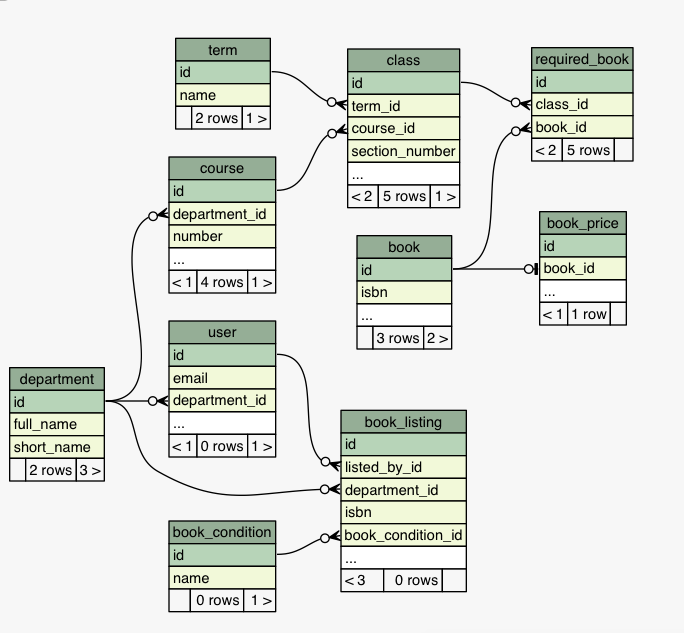 term
id
name
2 rows 1 >
class
id
term_id
course_id
section_number
...
< 2 5 rows 1 >
required_book
id
class_id
book_id
< 2 5 rows
course
id
department_id
number
...
< 1 4 rows 1 >
book
id
isbn
...
3 rows 2 >
book_price
id
book_id
...
< 1 1 row
department
id
full_name
short_name
2 rows 3 >
user
id
email
department_id
...
< 1 0 rows 1 >
book_listing
id
listed_by_id
department_id
isbn
book_condition_id
...
< 3 0 rows
book_condition
id
name
0 rows 1 >